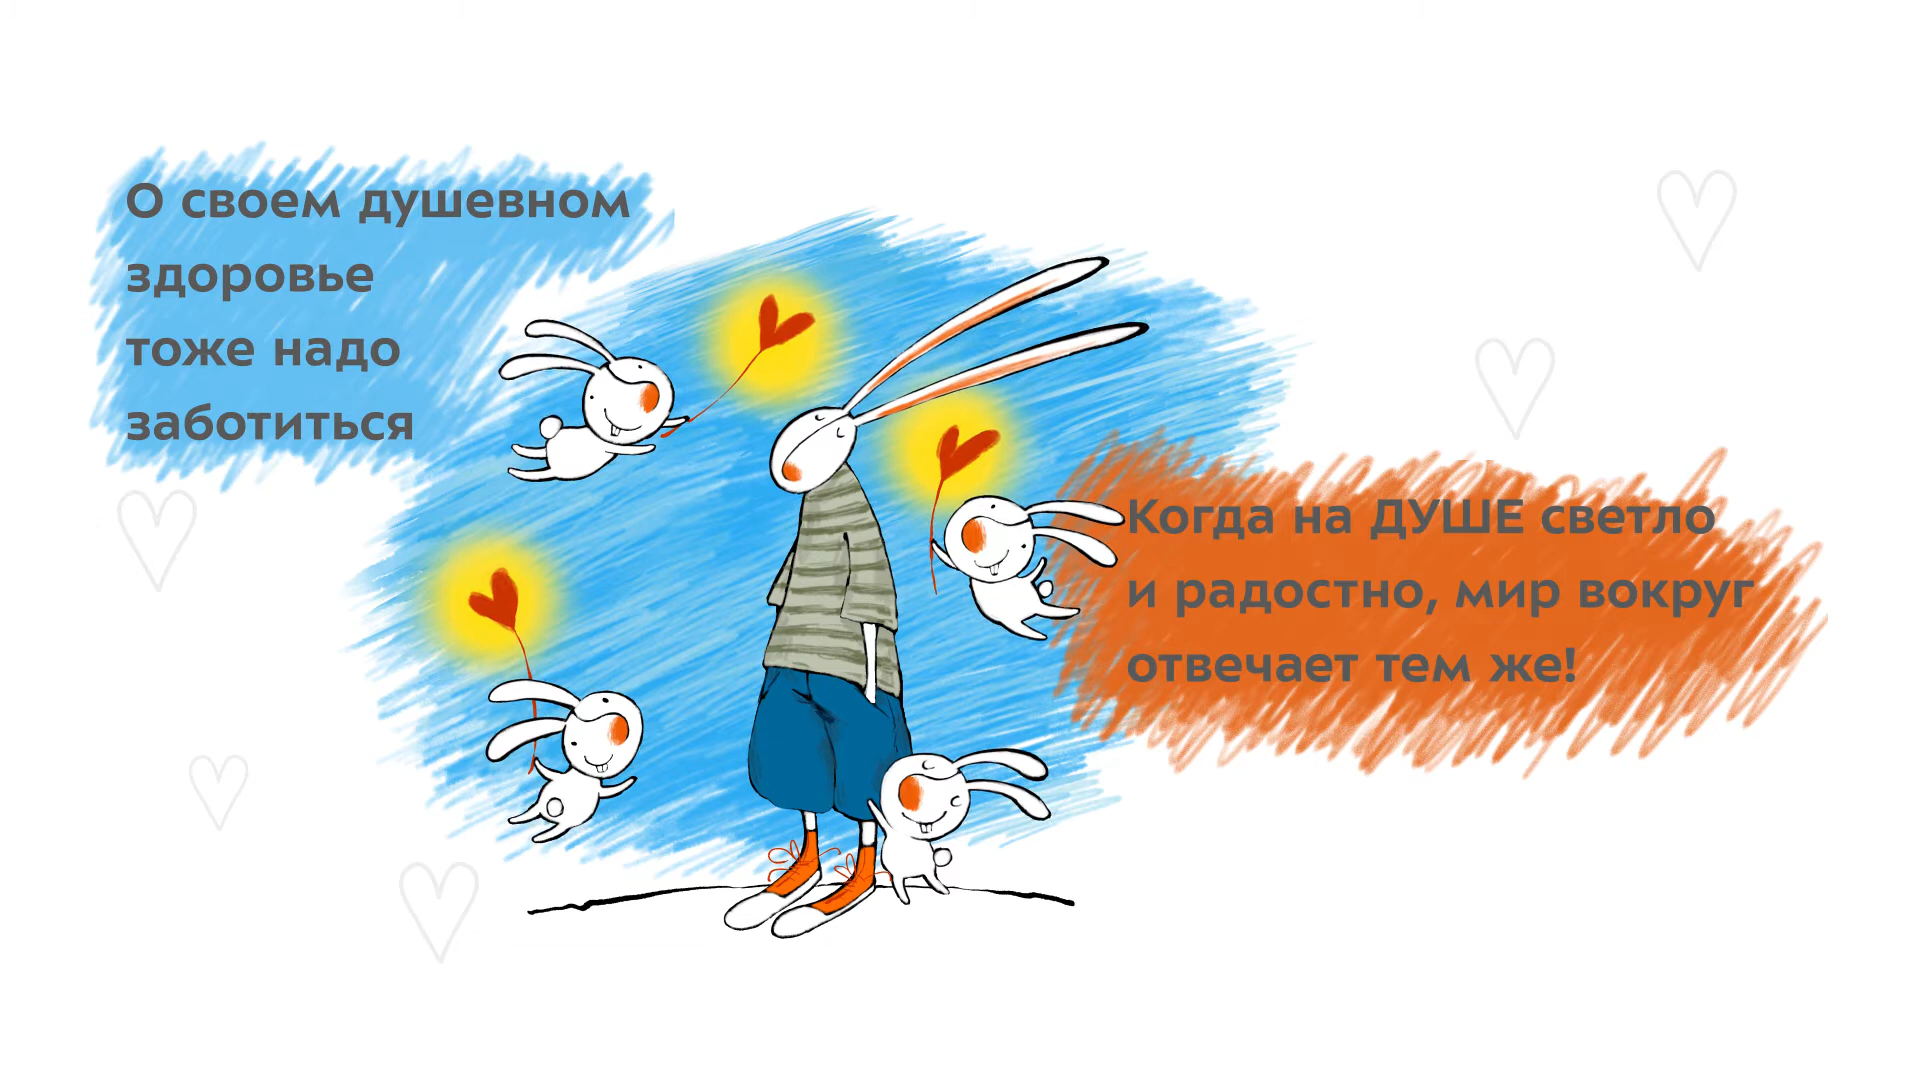 О своем душевном
здоровье
тоже надо
заботиться
Когда на ДУШЕ светло
и радостно, мир вокруг
отвечает тем же!